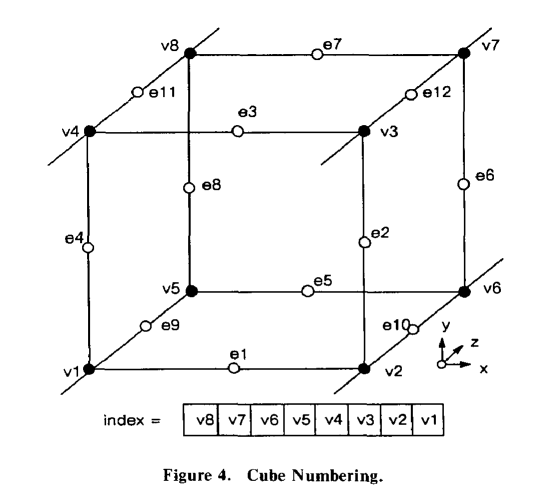 v8
e7
v7
e11
e12
e3
v4
v3
e8
e6
e4
e2
v5
e5
v6
e9
e10
y
z
x
e1
v1
v2
index = v8 v7 v6 v5 v4 v3 v2 v1
Figure 4. Cube Numbering.